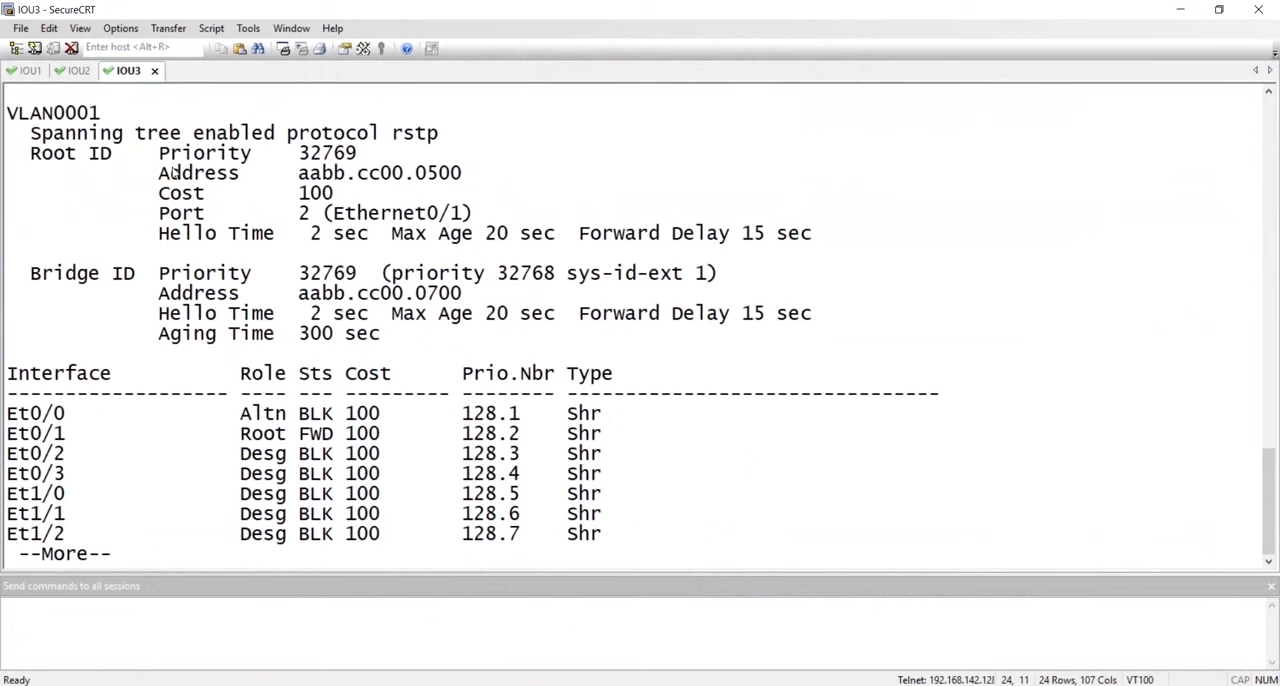 IOU3 - SecureCRT
File Edit View Options Transfer Script Tools Window Help
Enter host <Alt+R>
IOU1 IOU2 IOU3
VLAN0001
Spanning tree enabled protocol rstp
Root ID Priority 32769
Address aabb.cc00.0500
Cost 100
Port 2 (Ethernet0/1)
Hello Time 2 sec Max Age 20 sec Forward Delay 15 sec
Bridge ID Priority 32769 (priority 32768 sys-id-ext 1)
Address aabb.cc00.0700
Hello Time 2 sec Max Age 20 sec Forward Delay 15 sec
Aging Time 300 sec
Interface Role Sts Cost Prio.Nbr Type
------------------- ---- --- --------- -------- --------------------------------
Et0/0 Altn BLK 100 128.1 Shr
Et0/1 Root FWD 100 128.2 Shr
Et0/2 Desg BLK 100 128.3 Shr
Et0/3 Desg BLK 100 128.4 Shr
Et1/0 Desg BLK 100 128.5 Shr
Et1/1 Desg BLK 100 128.6 Shr
Et1/2 Desg BLK 100 128.7 Shr
--More--
Send commands to all sessions
Ready Telnet: 192.168.142.128 24, 11 24 Rows, 107 Cols VT100 CAP NUM